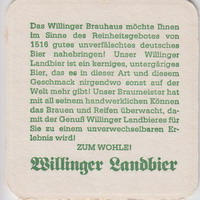 Das Willinger Brauhaus möchte Ihnen
im Sinne des Reinheitsgebotes von
1516 gutes unverfälschtes deutsches
Bier nahebringen! Unser Willinger
Landbier ist ein kerniges, untergäriges
Bier, das es in dieser Art und diesem
Geschmack nirgendwo sonst auf der
Welt mehr gibt! Unser Braumeister hat
mit all seinem handwerklichen Können
das Brauen und Reifen überwacht, da-
mit der Genuß Willinger Landbieres für
Sie zu einem unverwechselbaren Er-
lebnis wird!
ZUM WOHLE!
Willinger Landbier